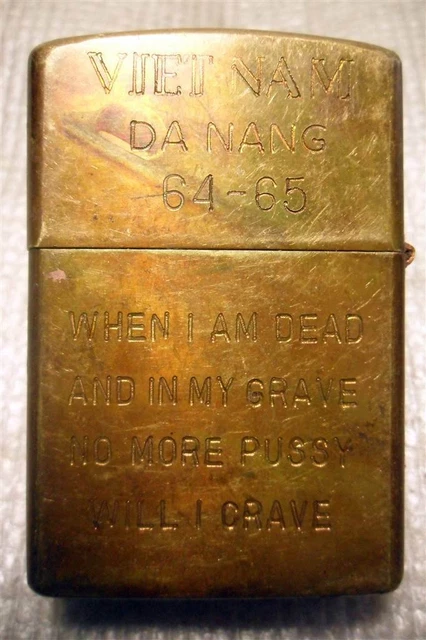 VIET NAM
DA NANG
64-65
WHEN I AM DEAD
AND IN MY GRAVE
NO MORE PUSSY
WILL I CRAVE